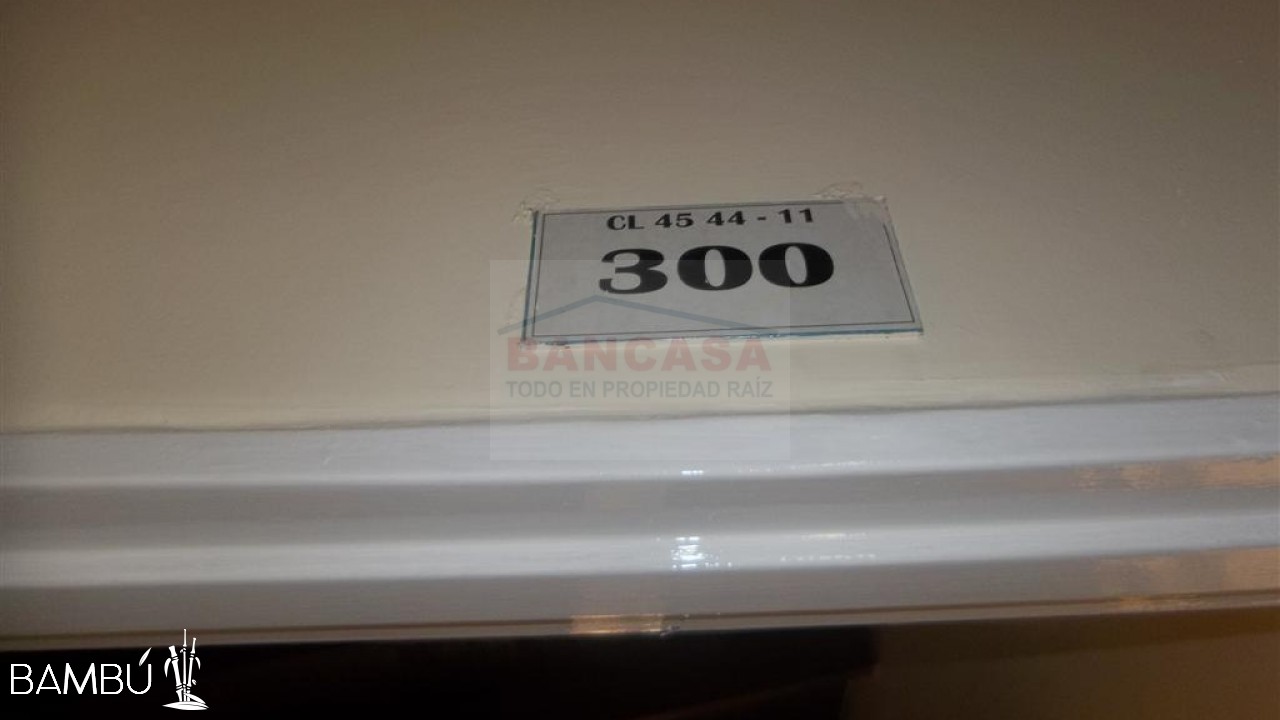 CL 45 44 - 11
300
BANCASA
TODO EN PROPIEDAD RAÍZ
BAMBÚ